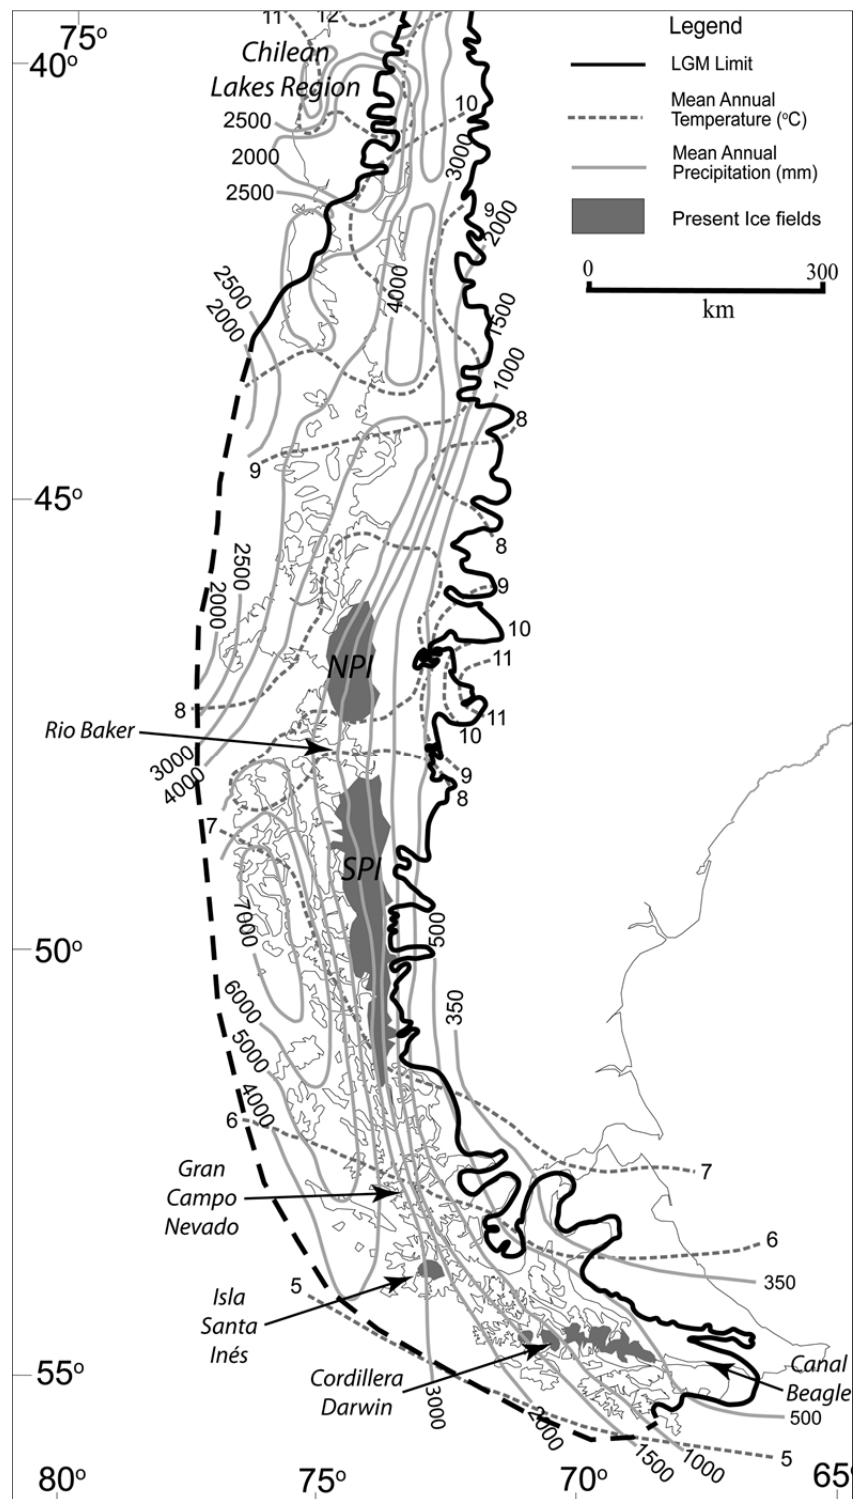 75°
11
12
Legend
Chilean
Lakes Region
40°
LGM Limit
Mean Annual
Temperature (°C)
Mean Annual
Precipitation (mm)
Present Ice fields
0
300
km
2500
2000
2500
10
3000
9
2000
4000
1500
1000
2500
2000
8
9
45°
8
2500
2000
9
10
11
NPI
8
11
10
Rio Baker
3000
4000
9
8
7
SPI
7000
500
50°
6000
350
5000
4000
6
Gran
Campo
Nevado
7
6
350
5
Isla
Santa
Inés
Cordillera
Darwin
Canal
Beagle
55°
3000
2000
500
1500
1000
5
80°
75°
70°
65°